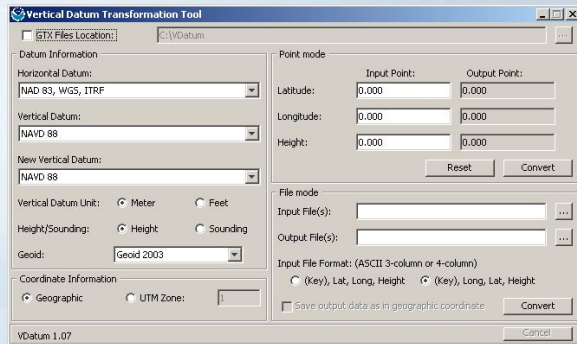 Vertical Datum Transformation Tool
GTX Files Location: C:\VDatum ...
Datum Information
Horizontal Datum:
NAD 83, WGS, ITRF
Vertical Datum:
NAVD 88
New Vertical Datum:
NAVD 88
Vertical Datum Unit: Meter Feet
Height/Sounding: Height Sounding
Geoid: Geoid 2003
Coordinate Information
Geographic UTM Zone: 1
Point mode
Input Point: Output Point:
Latitude: 0.000 0.000
Longitude: 0.000 0.000
Height: 0.000 0.000
Reset Convert
File mode
Input File(s): ...
Output File(s): ...
Input File Format: (ASCII 3-column or 4-column)
(Key), Lat, Long, Height (Key), Long, Lat, Height
Save output data as in geographic coordinate Convert
VDatum 1.07 Cancel